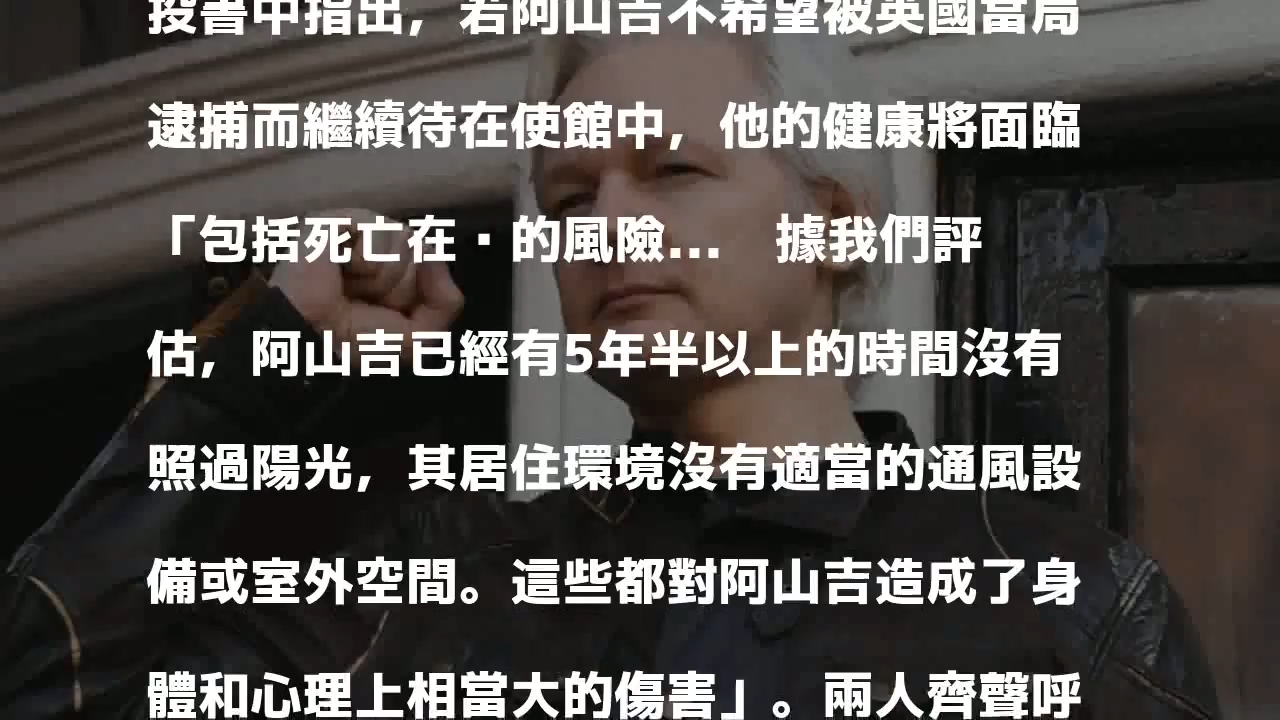 投書中指出，若阿山吉不希望被英國當局
逮捕而繼續待在使館中，他的健康將面臨
「包括死亡在·的風險... 據我們評
估，阿山吉已經有5年半以上的時間沒有
照過陽光，其居住環境沒有適當的通風設
備或室外空間。這些都對阿山吉造成了身
體和心理上相當大的傷害」。兩人齊聲呼